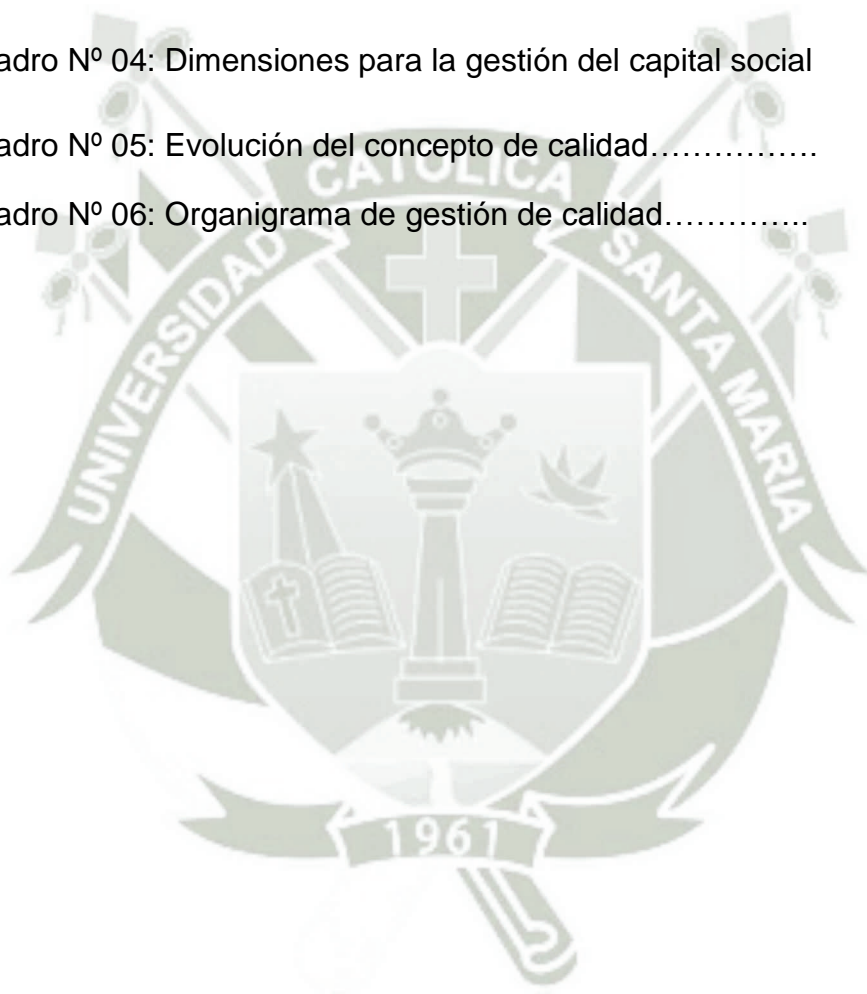 adro Nº 04: Dimensiones para la gestión del capital social
adro Nº 05: Evolución del concepto de calidad…………….
adro Nº 06: Organigrama de gestión de calidad…………..
UNIVERSIDAD CATOLICA SANTA MARIA
1961